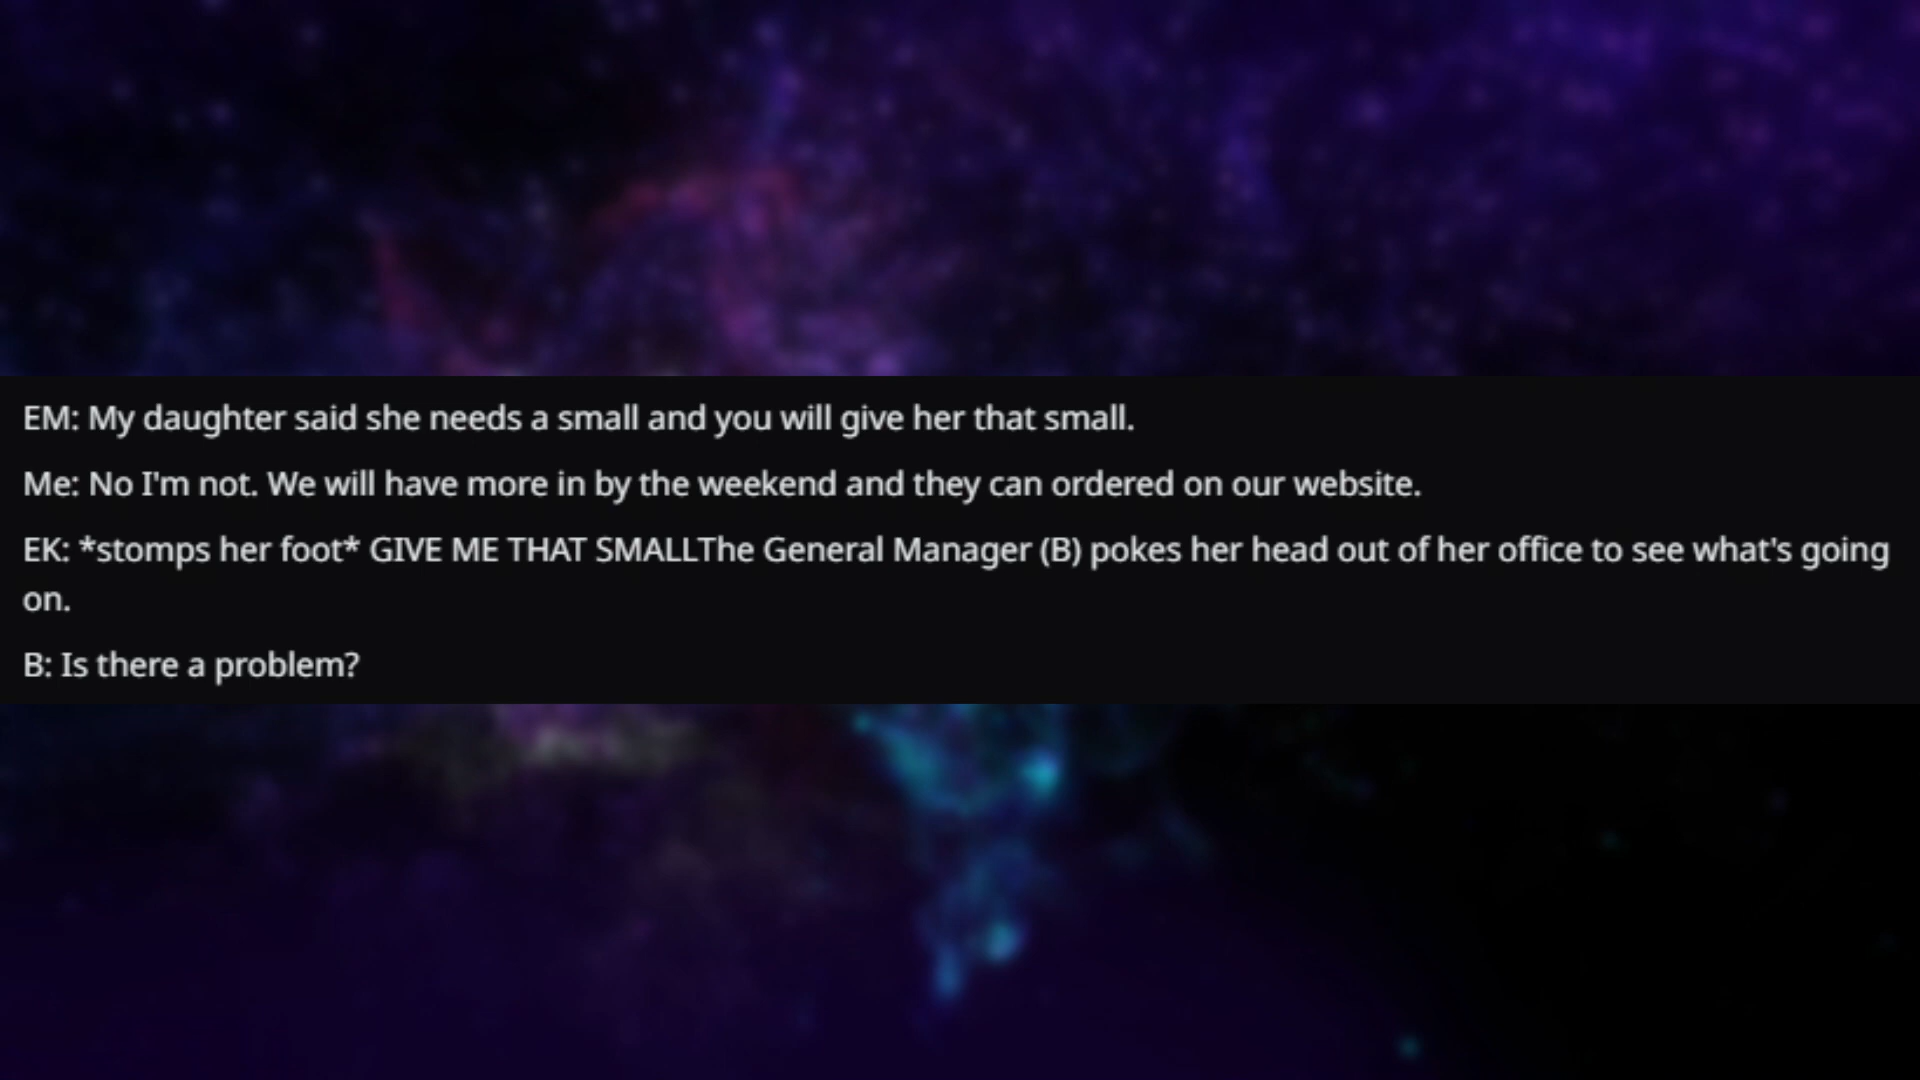 EM: My daughter said she needs a small and you will give her that small.
Me: No I'm not. We will have more in by the weekend and they can ordered on our website.
EK: *stomps her foot* GIVE ME THAT SMALLThe General Manager (B) pokes her head out of her office to see what's going
on.
B: Is there a problem?